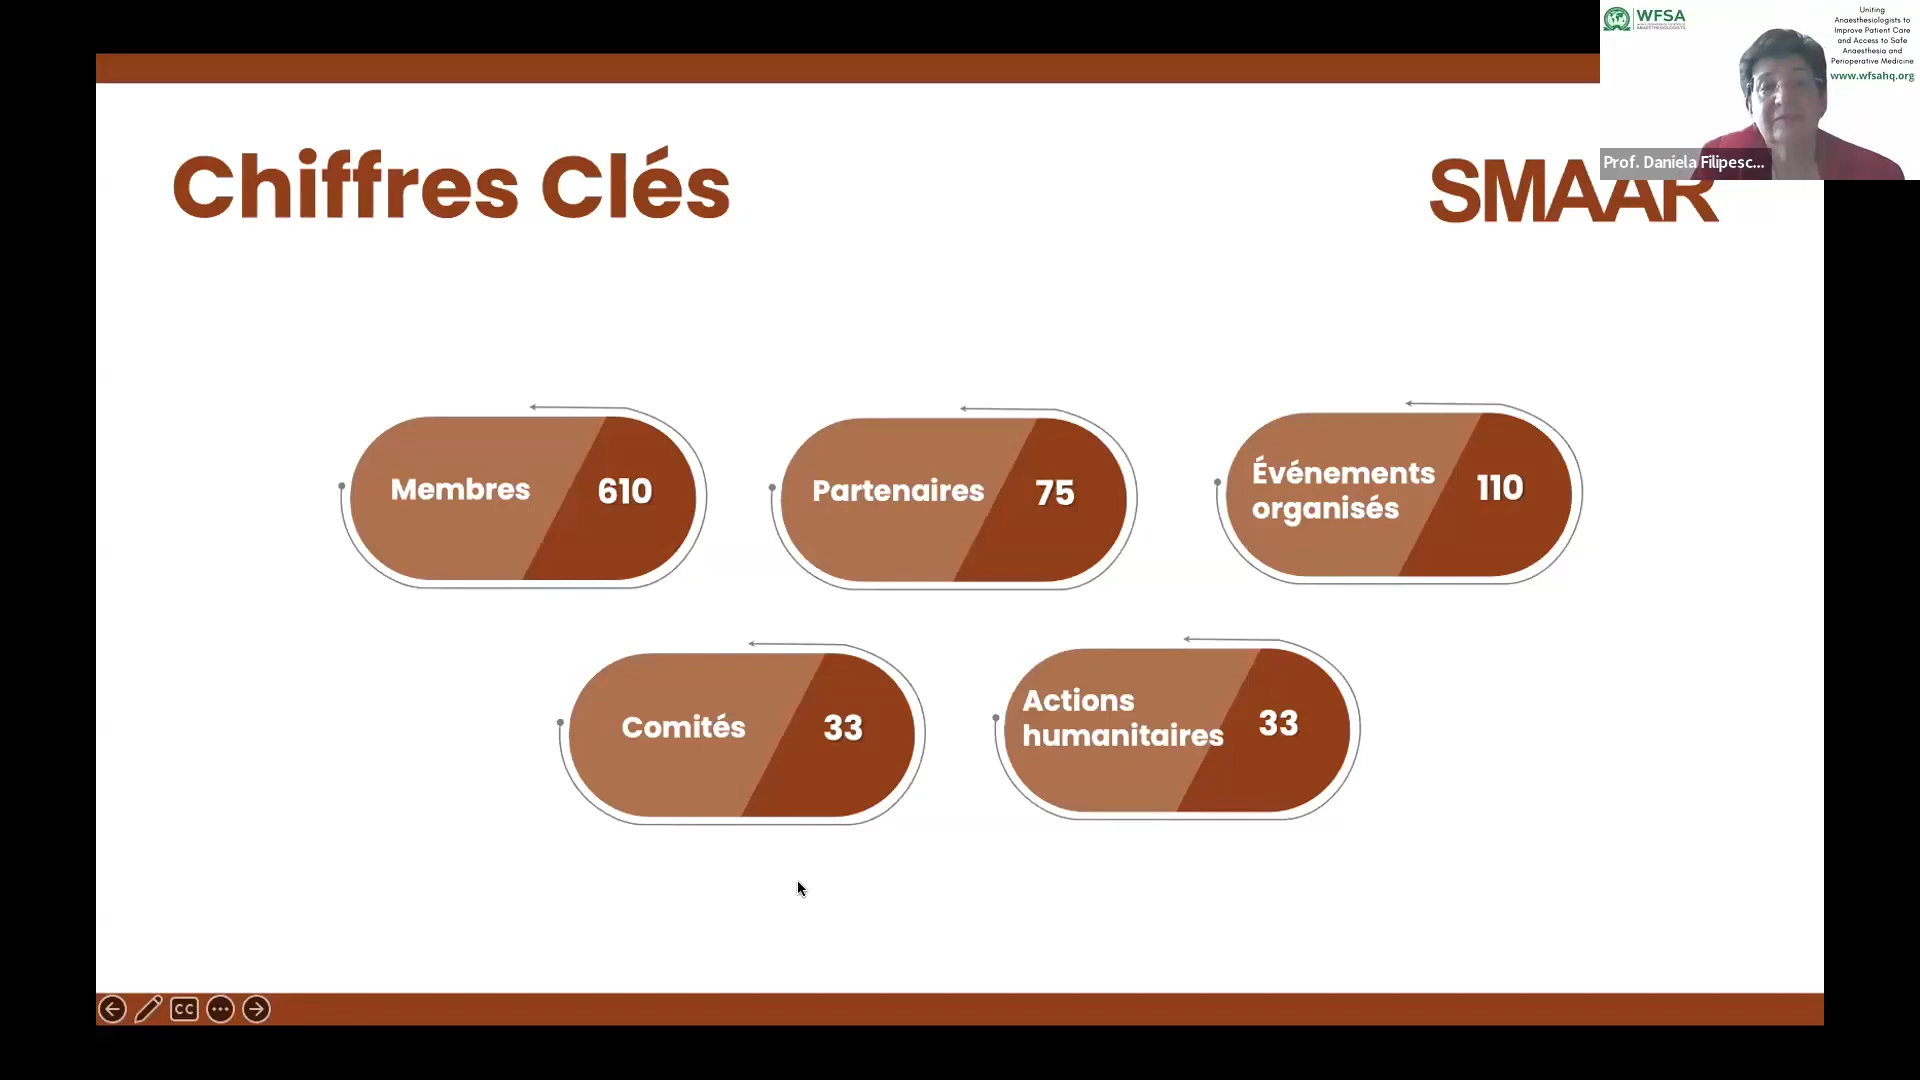 WFSA
Uniting
Anaesthesiologists to
Improve Patient Care
and Access to Safe
Anaesthesia and
Perioperative Medicine
www.wfsahq.org
Prof. Daniela Filipesc...
Chiffres Clés
SMAAR
Membres 610
Partenaires 75
Événements
organisés
110
Comités 33
Actions
humanitaires
33
CC